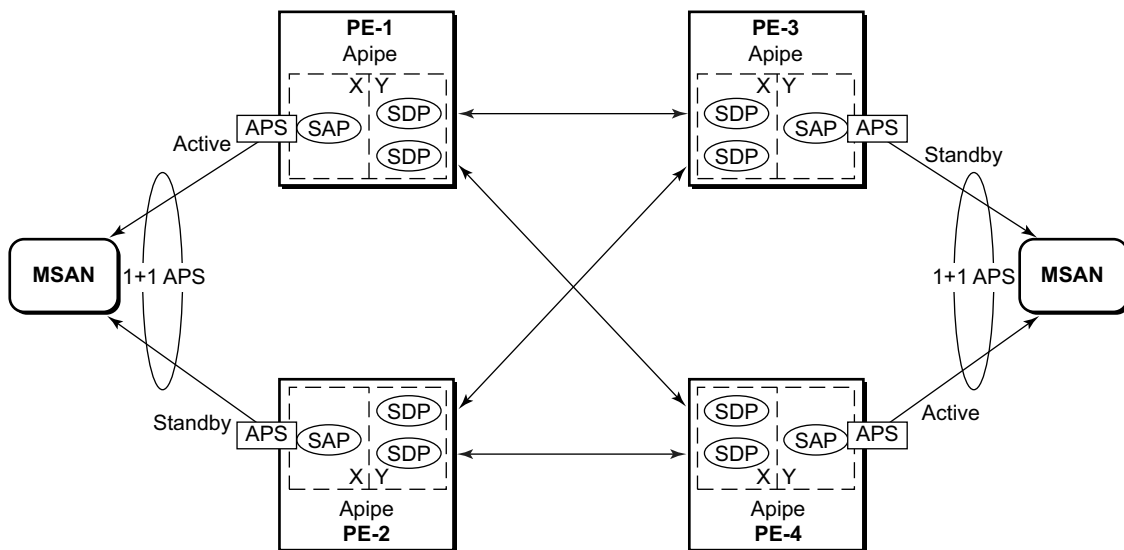 PE-1
Apipe
X Y
APS
SAP
SDP
SDP
Active
PE-3
Apipe
X Y
SDP
SDP
SAP
APS
Standby
MSAN
1+1 APS
1+1 APS
MSAN
Standby
APS
SAP
SDP
SDP
X Y
Apipe
PE-2
SDP
SDP
SAP
APS
Active
X Y
Apipe
PE-4